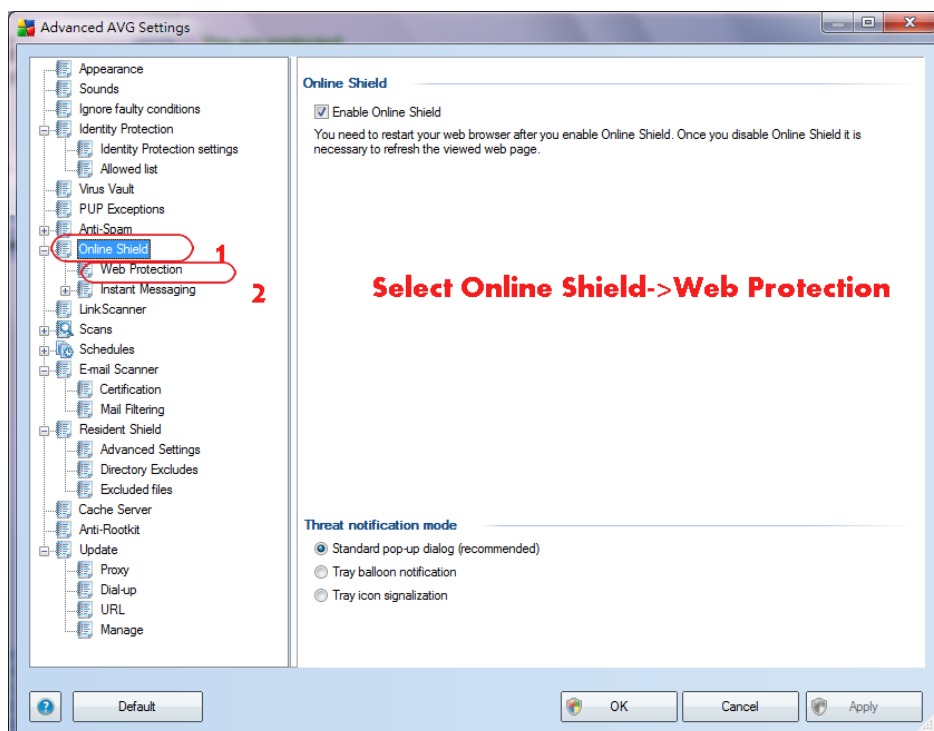 Advanced AVG Settings
Appearance
Sounds
Ignore faulty conditions
Identity Protection
Identity Protection settings
Allowed list
Virus Vault
PUP Exceptions
Anti-Spam
Online Shield
1
Web Protection
2
Instant Messaging
LinkScanner
Scans
Schedules
E-mail Scanner
Certification
Mail Filtering
Resident Shield
Advanced Settings
Directory Excludes
Excluded files
Cache Server
Anti-Rootkit
Update
Proxy
Dial-up
URL
Manage
Online Shield
Enable Online Shield
You need to restart your web browser after you enable Online Shield. Once you disable Online Shield it is
necessary to refresh the viewed web page.
Select Online Shield->Web Protection
Threat notification mode
Standard pop-up dialog (recommended)
Tray balloon notification
Tray icon signalization
?
Default
OK
Cancel
Apply